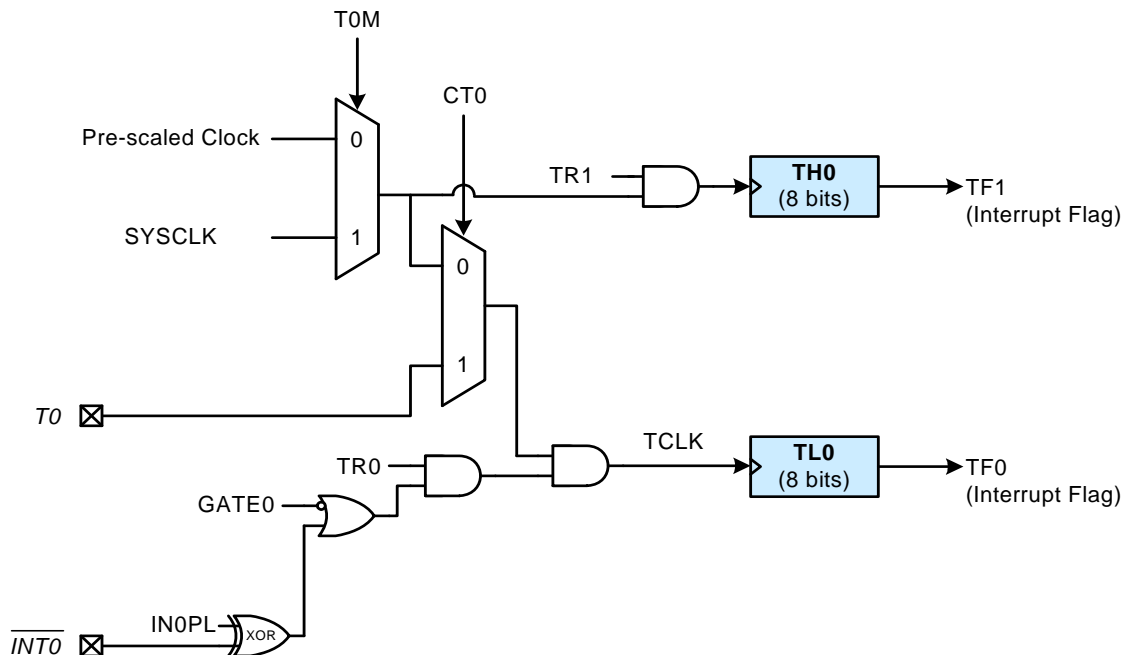 T0M
CT0
Pre-scaled Clock
0
TR1
TH0
(8 bits)
TF1
(Interrupt Flag)
SYSCLK
1
0
1
T0
TCLK
TR0
TL0
(8 bits)
TF0
(Interrupt Flag)
GATE0
IN0PL
XOR
INT0